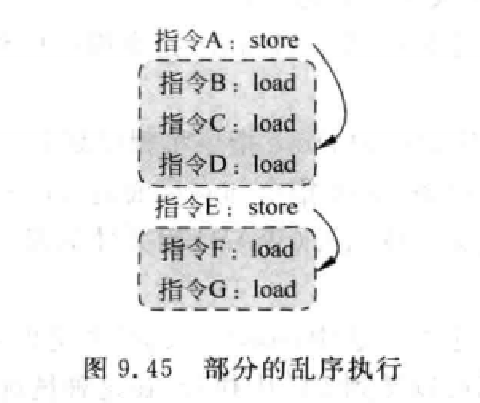 指令A：store
指令B：load
指令C：load
指令D：load
指令E：store
指令F：load
指令G：load
图 9.45 部分的乱序执行